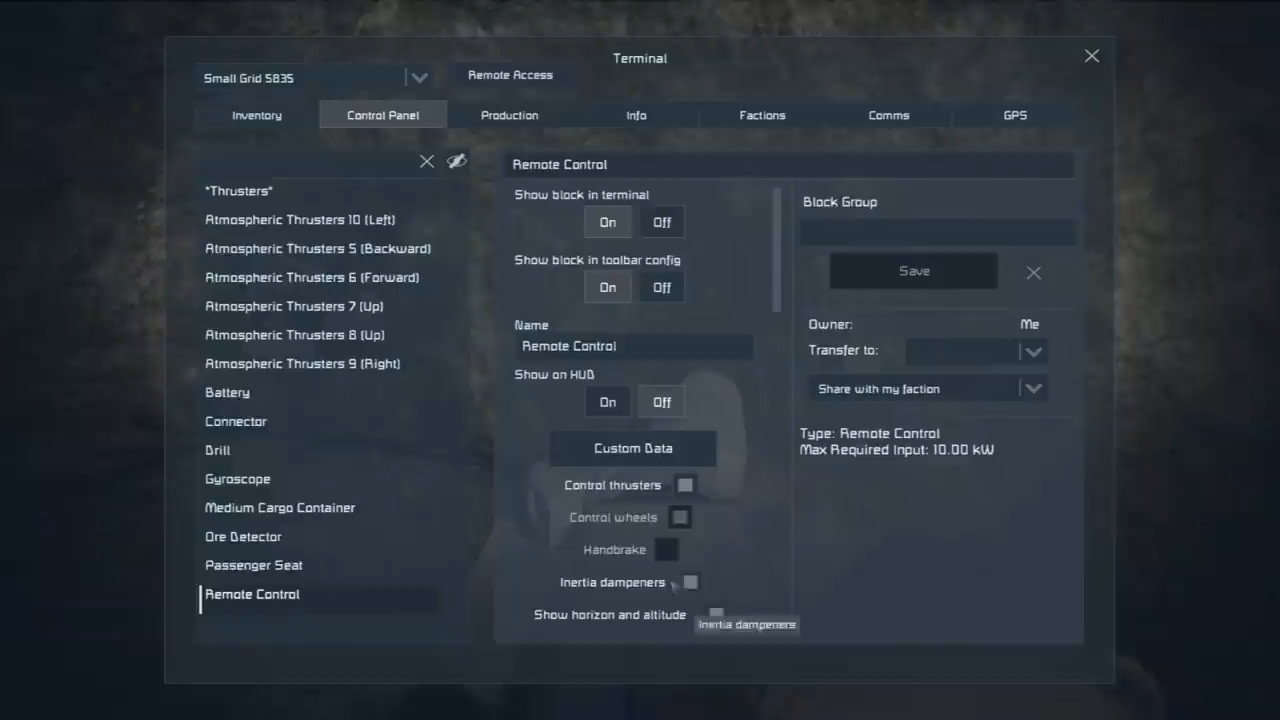 Terminal
Small Grid 5835
Remote Access
Inventory
Control Panel
Production
Info
Factions
Comms
GPS
*Thrusters*
Atmospheric Thrusters 10 (Left)
Atmospheric Thrusters 5 (Backward)
Atmospheric Thrusters 6 (Forward)
Atmospheric Thrusters 7 (Up)
Atmospheric Thrusters 8 (Up)
Atmospheric Thrusters 9 (Right)
Battery
Connector
Drill
Gyroscope
Medium Cargo Container
Ore Detector
Passenger Seat
Remote Control
Remote Control
Show block in terminal
On Off
Show block in toolbar config
On Off
Name
Remote Control
Show on HUD
On Off
Custom Data
Control thrusters
Control wheels
Handbrake
Inertia dampeners
Show horizon and altitude
Inertia dampeners
Block Group
Save
Owner: Me
Transfer to:
Share with my faction
Type: Remote Control
Max Required Input: 10.00 kW